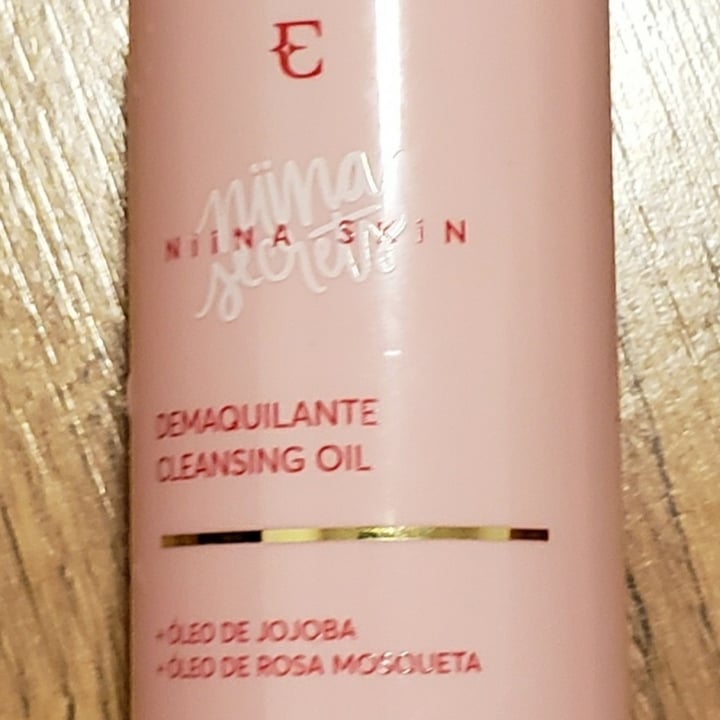 E
niina
NiiNA SKiN
secrets
DEMAQUILANTE
CLEANSING OIL
+ÓLEO DE JOJOBA
+ÓLEO DE ROSA MOSQUETA